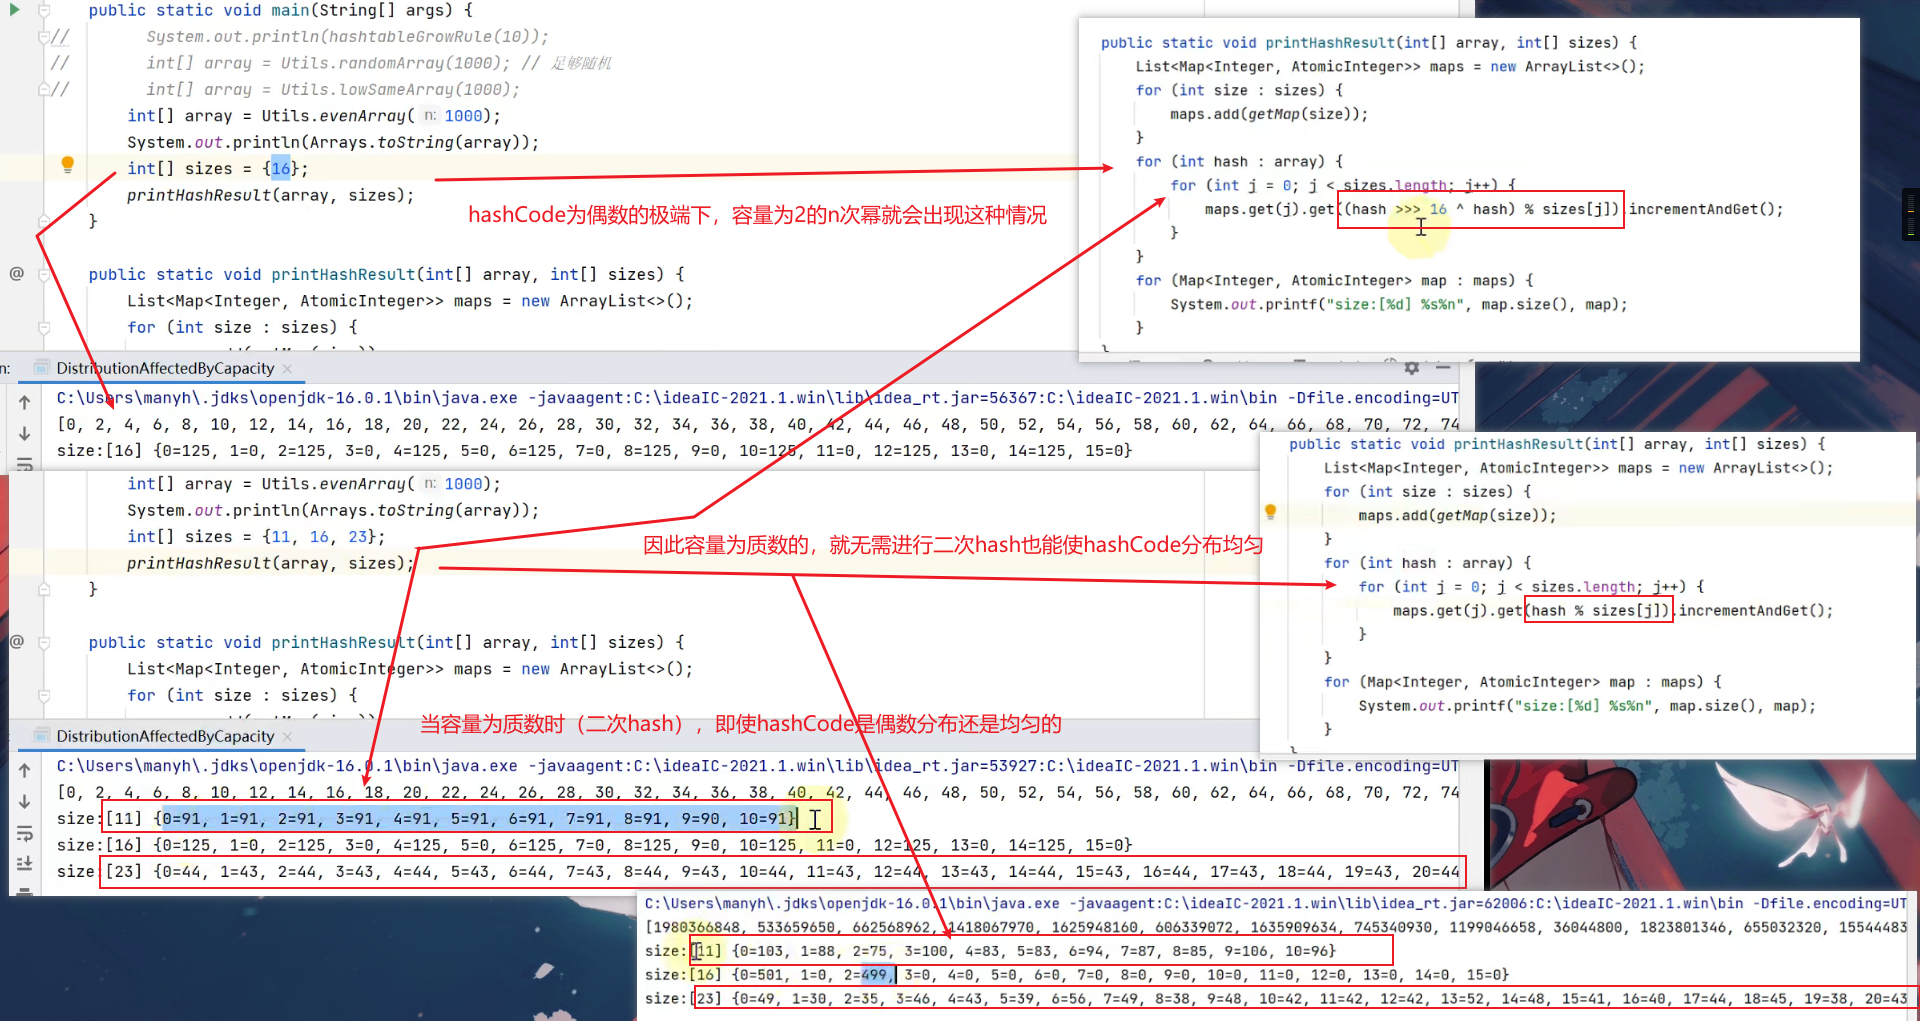 public static void main(String[] args) {
// System.out.println(hashtableGrowRule(10));
// int[] array = Utils.randomArray(1000); // 足够随机
// int[] array = Utils.lowSameArray(1000);
int[] array = Utils.evenArray( n: 1000);
System.out.println(Arrays.toString(array));
int[] sizes = {16};
printHashResult(array, sizes);
}
hashCode为偶数的极端下，容量为2的n次幂就会出现这种情况
@ public static void printHashResult(int[] array, int[] sizes) {
List<Map<Integer, AtomicInteger>> maps = new ArrayList<>();
for (int size : sizes) {
public static void printHashResult(int[] array, int[] sizes) {
List<Map<Integer, AtomicInteger>> maps = new ArrayList<>();
for (int size : sizes) {
maps.add(getMap(size));
}
for (int hash : array) {
for (int j = 0; j < sizes.length; j++) {
maps.get(j).get((hash >>> 16 ^ hash) % sizes[j]).incrementAndGet();
}
}
for (Map<Integer, AtomicInteger> map : maps) {
System.out.printf("size:[%d] %s%n", map.size(), map);
}
n: DistributionAffectedByCapacity ×
C:\Users\manyh\.jdks\openjdk-16.0.1\bin\java.exe -javaagent:C:\ideaIC-2021.1.win\lib\idea_rt.jar=56367:C:\ideaIC-2021.1.win\bin -Dfile.encoding=UT
[0, 2, 4, 6, 8, 10, 12, 14, 16, 18, 20, 22, 24, 26, 28, 30, 32, 34, 36, 38, 40, 42, 44, 46, 48, 50, 52, 54, 56, 58, 60, 62, 64, 66, 68, 70, 72, 74
size:[16] {0=125, 1=0, 2=125, 3=0, 4=125, 5=0, 6=125, 7=0, 8=125, 9=0, 10=125, 11=0, 12=125, 13=0, 14=125, 15=0}
int[] array = Utils.evenArray( n: 1000);
System.out.println(Arrays.toString(array));
int[] sizes = {11, 16, 23};
printHashResult(array, sizes);
}
因此容量为质数的，就无需进行二次hash也能使hashCode分布均匀
@ public static void printHashResult(int[] array, int[] sizes) {
List<Map<Integer, AtomicInteger>> maps = new ArrayList<>();
for (int size : sizes) {
当容量为质数时（二次hash），即使hashCode是偶数分布还是均匀的
public static void printHashResult(int[] array, int[] sizes) {
List<Map<Integer, AtomicInteger>> maps = new ArrayList<>();
for (int size : sizes) {
maps.add(getMap(size));
}
for (int hash : array) {
for (int j = 0; j < sizes.length; j++) {
maps.get(j).get(hash % sizes[j]).incrementAndGet();
}
}
for (Map<Integer, AtomicInteger> map : maps) {
System.out.printf("size:[%d] %s%n", map.size(), map);
}
DistributionAffectedByCapacity ×
C:\Users\manyh\.jdks\openjdk-16.0.1\bin\java.exe -javaagent:C:\ideaIC-2021.1.win\lib\idea_rt.jar=53927:C:\ideaIC-2021.1.win\bin -Dfile.encoding=UT
[0, 2, 4, 6, 8, 10, 12, 14, 16, 18, 20, 22, 24, 26, 28, 30, 32, 34, 36, 38, 40, 42, 44, 46, 48, 50, 52, 54, 56, 58, 60, 62, 64, 66, 68, 70, 72, 74
size:[11] {0=91, 1=91, 2=91, 3=91, 4=91, 5=91, 6=91, 7=91, 8=91, 9=90, 10=91}
size:[16] {0=125, 1=0, 2=125, 3=0, 4=125, 5=0, 6=125, 7=0, 8=125, 9=0, 10=125, 11=0, 12=125, 13=0, 14=125, 15=0}
size:[23] {0=44, 1=43, 2=44, 3=43, 4=44, 5=43, 6=44, 7=43, 8=44, 9=43, 10=44, 11=43, 12=44, 13=43, 14=44, 15=43, 16=44, 17=43, 18=44, 19=43, 20=44
C:\Users\manyh\.jdks\openjdk-16.0.1\bin\java.exe -javaagent:C:\ideaIC-2021.1.win\lib\idea_rt.jar=62006:C:\ideaIC-2021.1.win\bin -Dfile.encoding=UT
[1980366848, 533659650, 662568962, 1418067970, 1625948160, 606339072, 1635909634, 745340930, 1199046658, 36044800, 1823801346, 655032320, 15544483
size:[11] {0=103, 1=88, 2=75, 3=100, 4=83, 5=83, 6=94, 7=87, 8=85, 9=106, 10=96}
size:[16] {0=501, 1=0, 2=499, 3=0, 4=0, 5=0, 6=0, 7=0, 8=0, 9=0, 10=0, 11=0, 12=0, 13=0, 14=0, 15=0}
size:[23] {0=49, 1=30, 2=35, 3=46, 4=43, 5=39, 6=56, 7=49, 8=38, 9=48, 10=42, 11=42, 12=42, 13=52, 14=48, 15=41, 16=40, 17=44, 18=45, 19=38, 20=43